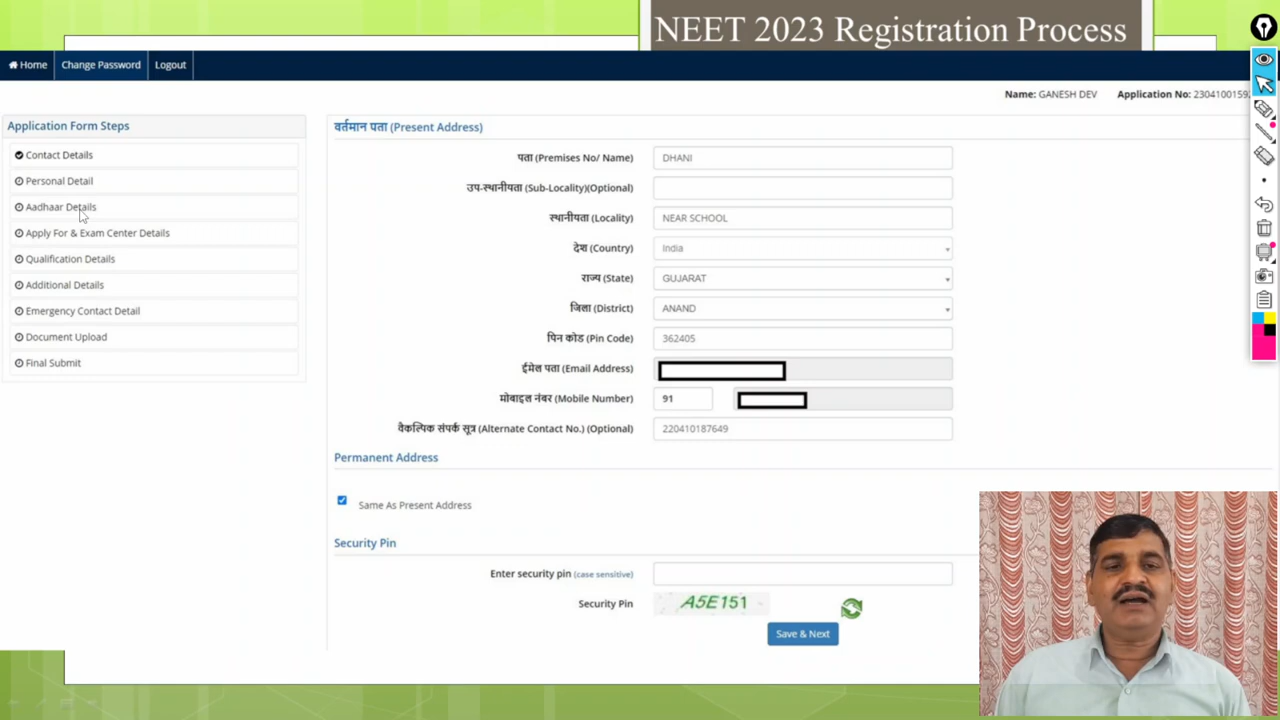 NEET 2023 Registration Process
Home Change Password Logout
Name: GANESH DEV Application No: 2304100159
Application Form Steps
Contact Details
Personal Detail
Aadhaar Details
Apply For & Exam Center Details
Qualification Details
Additional Details
Emergency Contact Detail
Document Upload
Final Submit
वर्तमान पता (Present Address)
पता (Premises No/ Name) DHANI
उप-स्थानीयता (Sub-Locality)(Optional)
स्थानीयता (Locality) NEAR SCHOOL
देश (Country) India
राज्य (State) GUJARAT
जिला (District) ANAND
पिन कोड (Pin Code) 362405
ईमेल पता (Email Address)
मोबाइल नंबर (Mobile Number) 91
वैकल्पिक संपर्क सूत्र (Alternate Contact No.) (Optional) 220410187649
Permanent Address
Same As Present Address
Security Pin
Enter security pin (case sensitive)
Security Pin A5E151
Save & Next